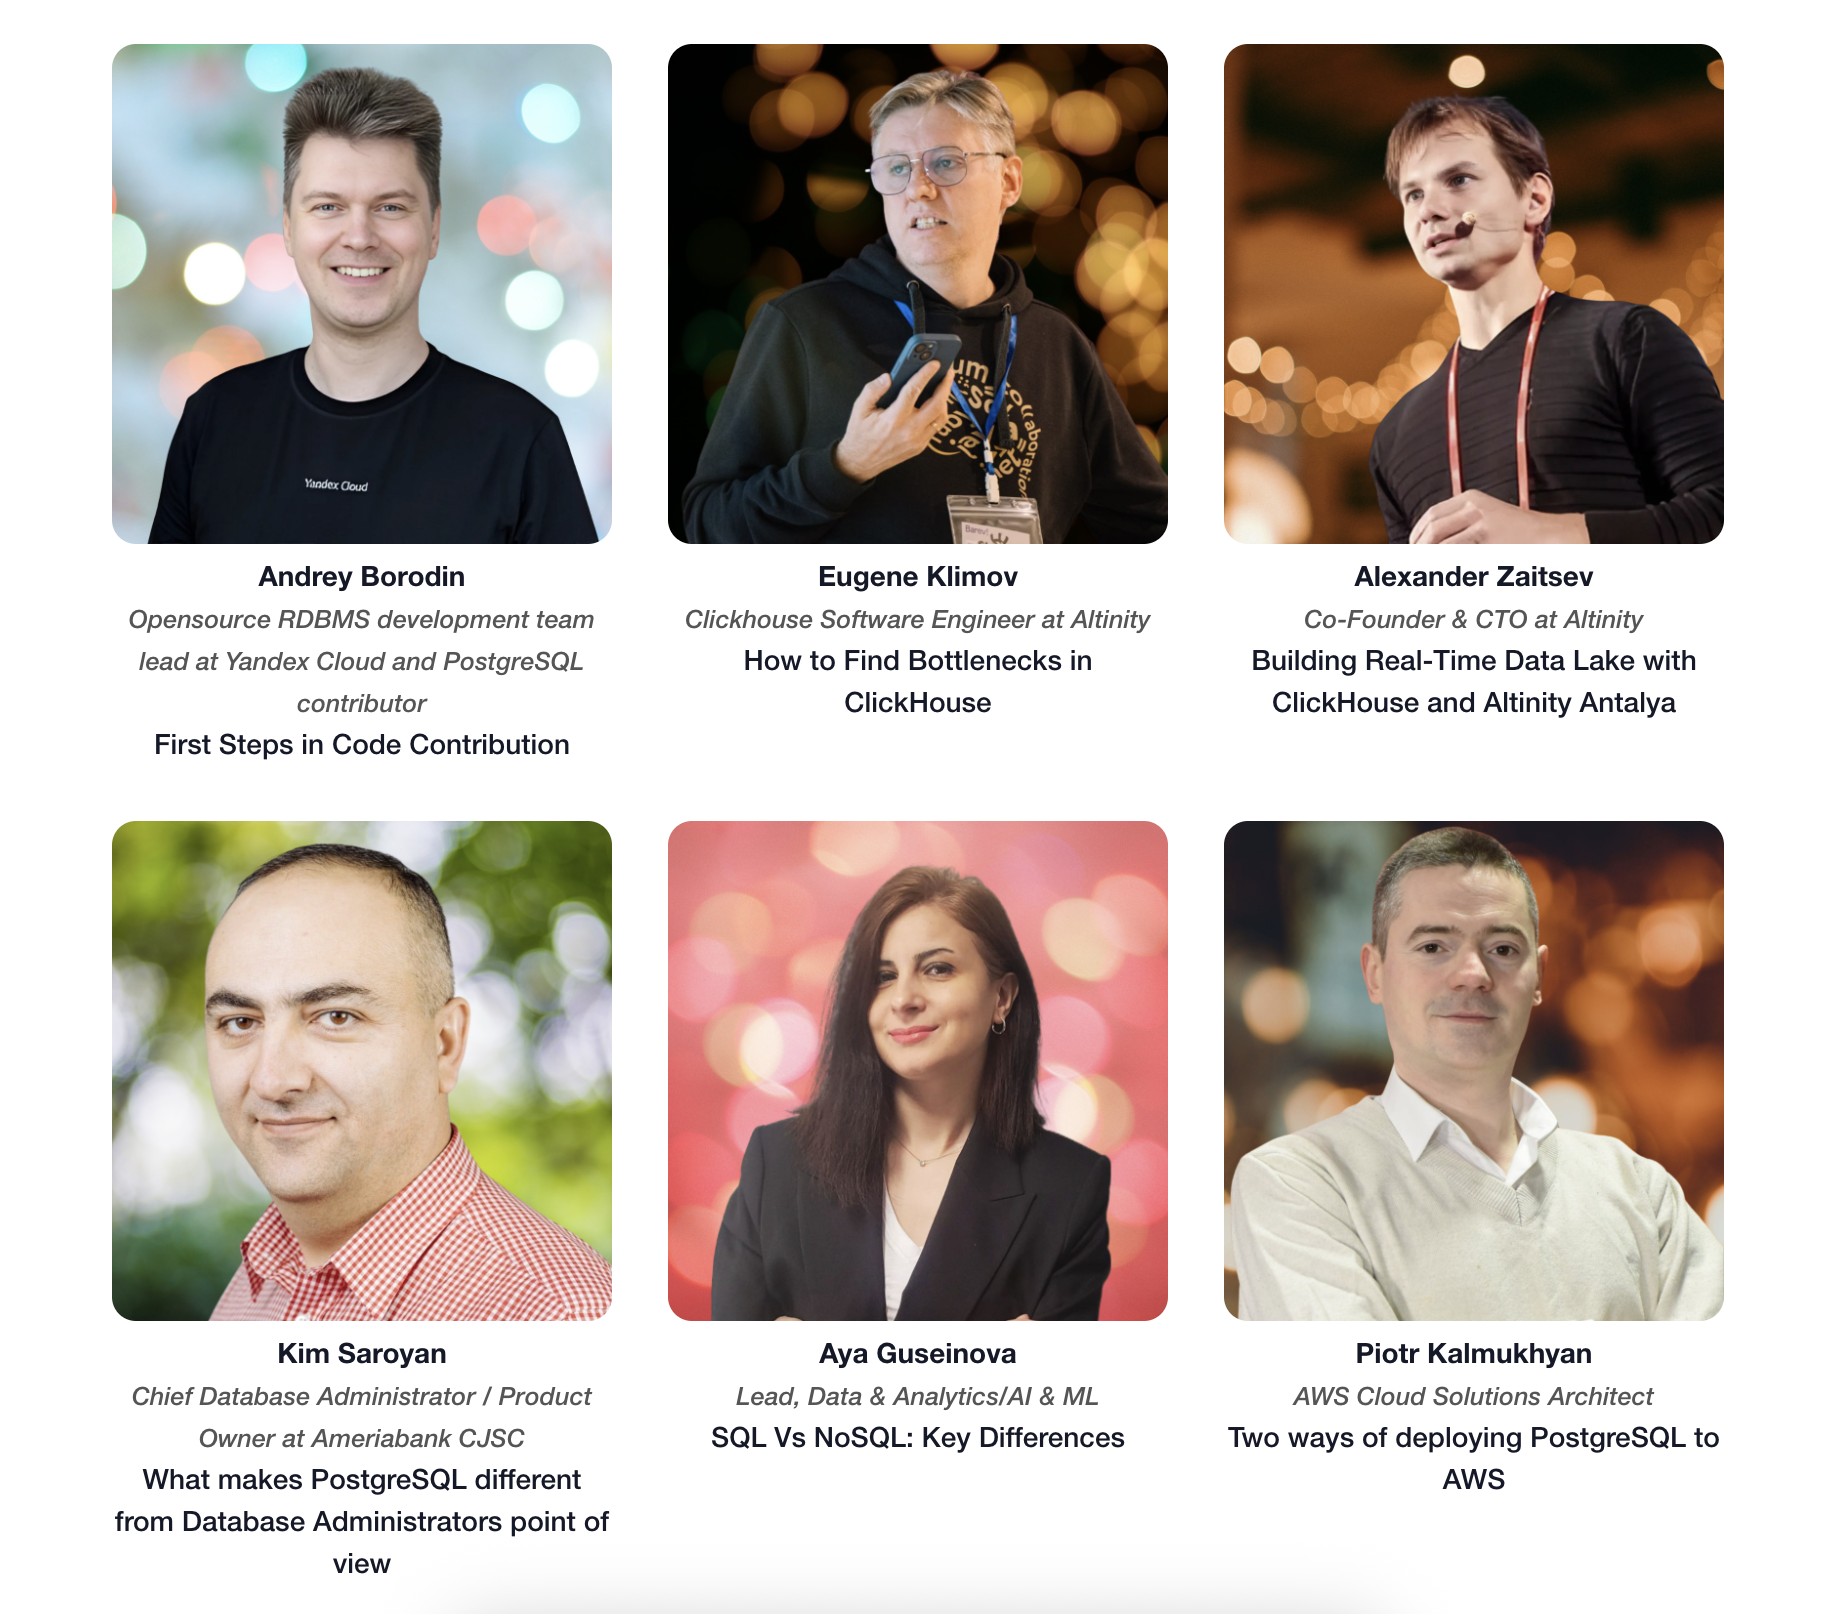 Yandex Cloud
Andrey Borodin
Opensource RDBMS development team
lead at Yandex Cloud and PostgreSQL
contributor
First Steps in Code Contribution
Eugene Klimov
Clickhouse Software Engineer at Altinity
How to Find Bottlenecks in
ClickHouse
Alexander Zaitsev
Co-Founder & CTO at Altinity
Building Real-Time Data Lake with
ClickHouse and Altinity Antalya
Kim Saroyan
Chief Database Administrator / Product
Owner at Ameriabank CJSC
What makes PostgreSQL different
from Database Administrators point of
view
Aya Guseinova
Lead, Data & Analytics/AI & ML
SQL Vs NoSQL: Key Differences
Piotr Kalmukhyan
AWS Cloud Solutions Architect
Two ways of deploying PostgreSQL to
AWS